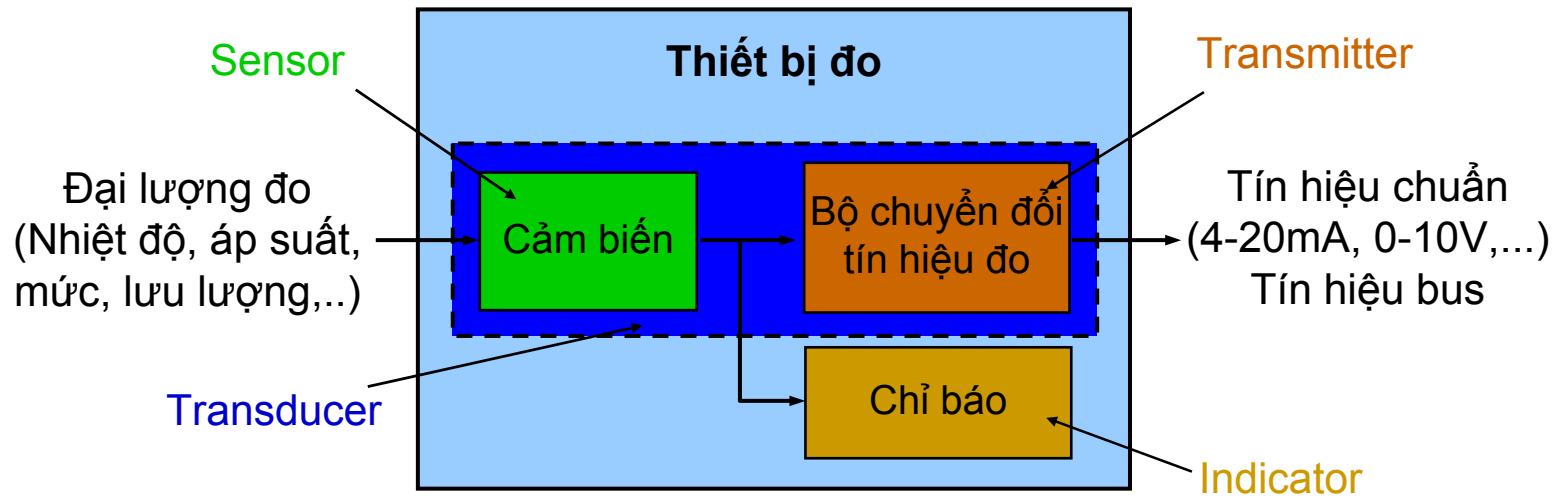 Thiết bị đo
Sensor
Transmitter
Đại lượng đo
(Nhiệt độ, áp suất,
mức, lưu lượng,..)
Cảm biến
Bộ chuyển đổi
tín hiệu đo
Tín hiệu chuẩn
(4-20mA, 0-10V,...)
Tín hiệu bus
Transducer
Chỉ báo
Indicator